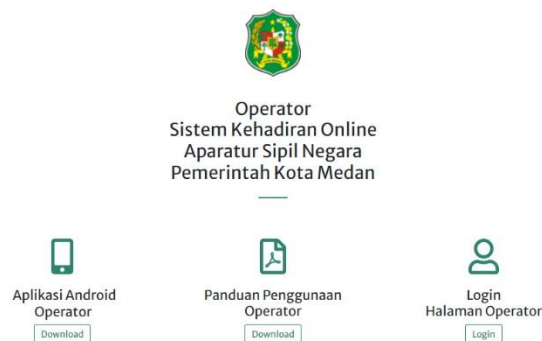 Operator
Sistem Kehadiran Online
Aparatur Sipil Negara
Pemerintah Kota Medan
Aplikasi Android
Operator
Download
Panduan Penggunaan
Operator
Download
Login
Halaman Operator
Login